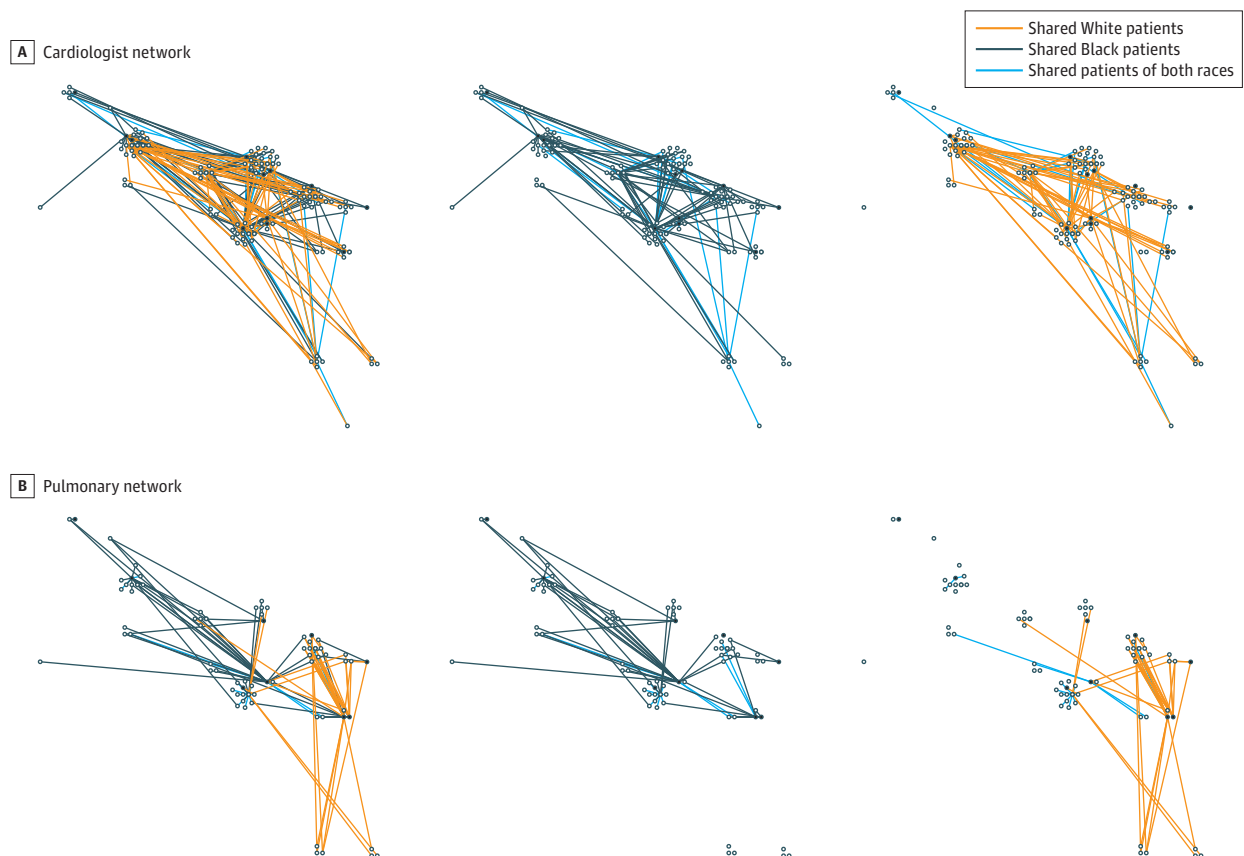 Shared White patients
Shared Black patients
Shared patients of both races
A Cardiologist network
B Pulmonary network